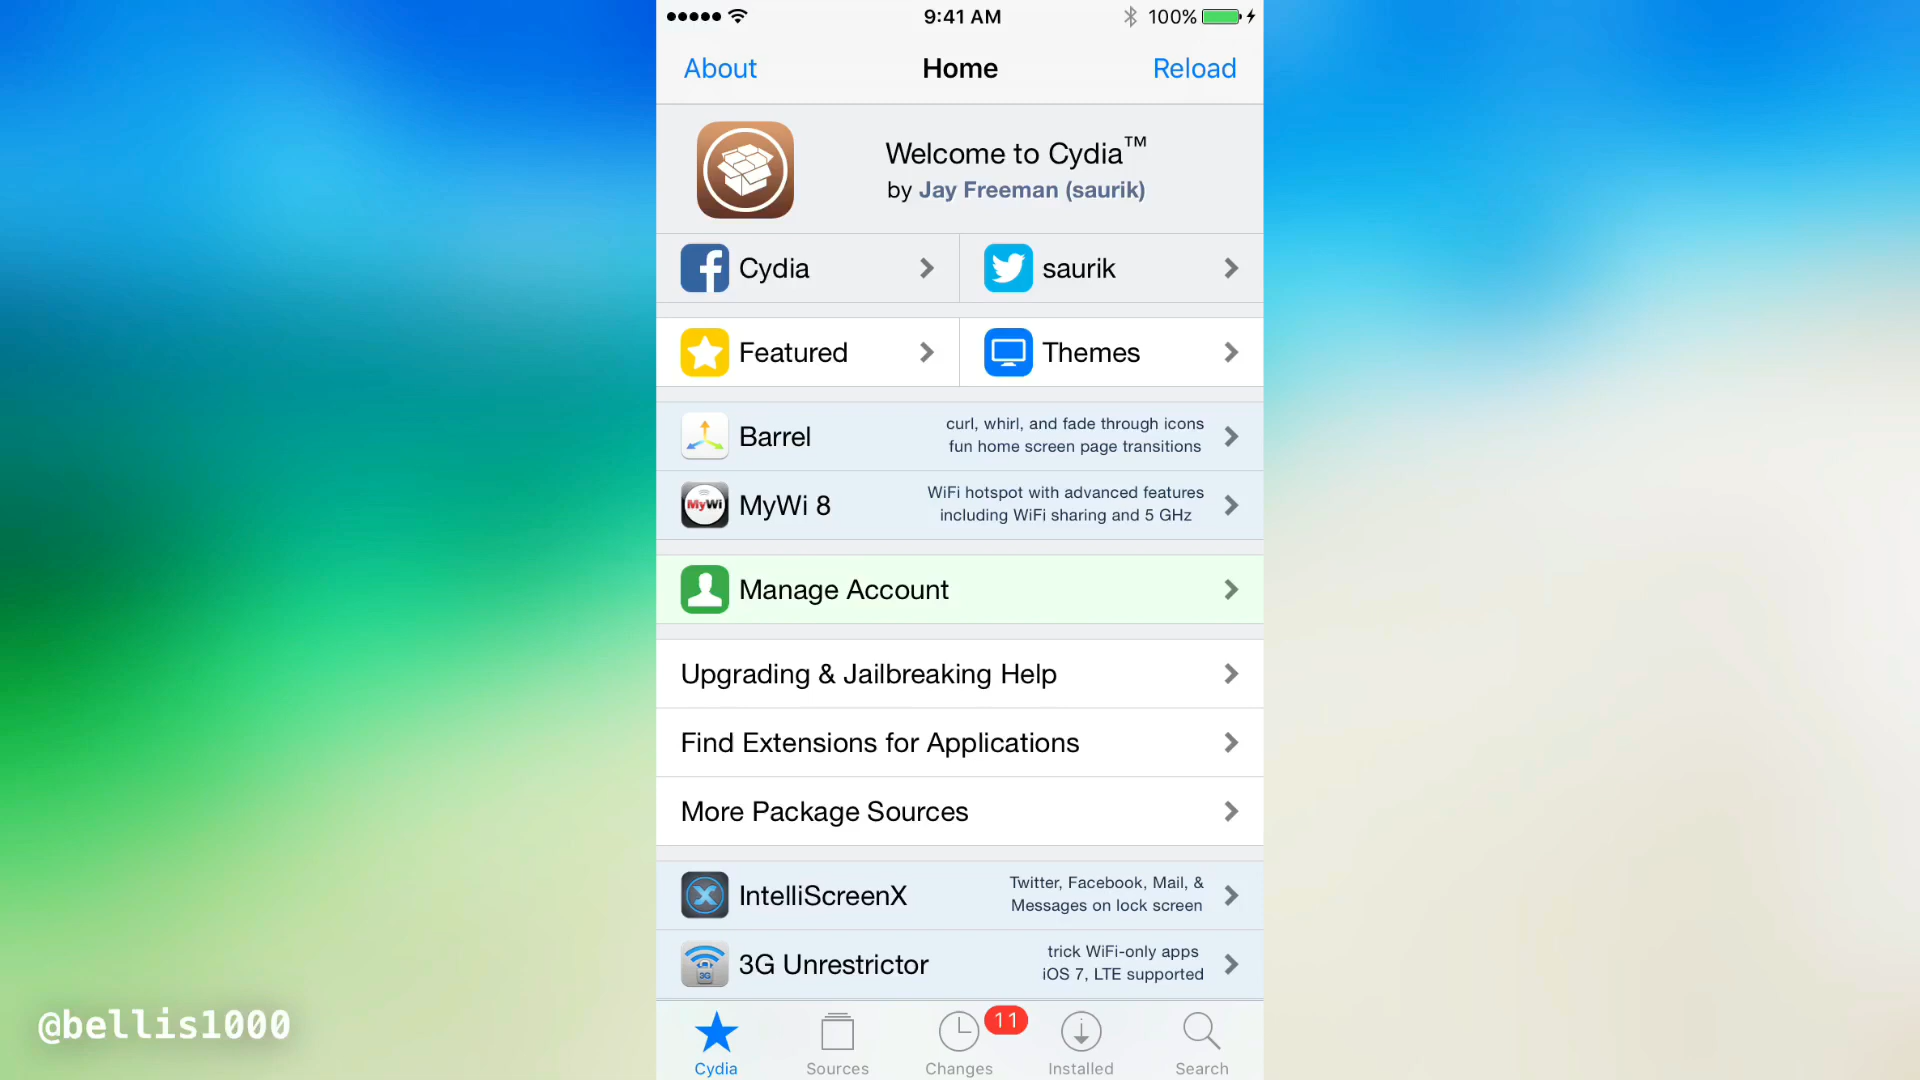 9:41 AM
100%
About
Home
Reload
Welcome to Cydia™
by Jay Freeman (saurik)
Cydia
saurik
Featured
Themes
Barrel
curl, whirl, and fade through icons
fun home screen page transitions
MyWi
MyWi 8
WiFi hotspot with advanced features
including WiFi sharing and 5 GHz
Manage Account
Upgrading & Jailbreaking Help
Find Extensions for Applications
More Package Sources
IntelliScreenX
Twitter, Facebook, Mail, &
Messages on lock screen
3G
3G Unrestrictor
trick WiFi-only apps
iOS 7, LTE supported
@bellis1000
11
Cydia
Sources
Changes
Installed
Search